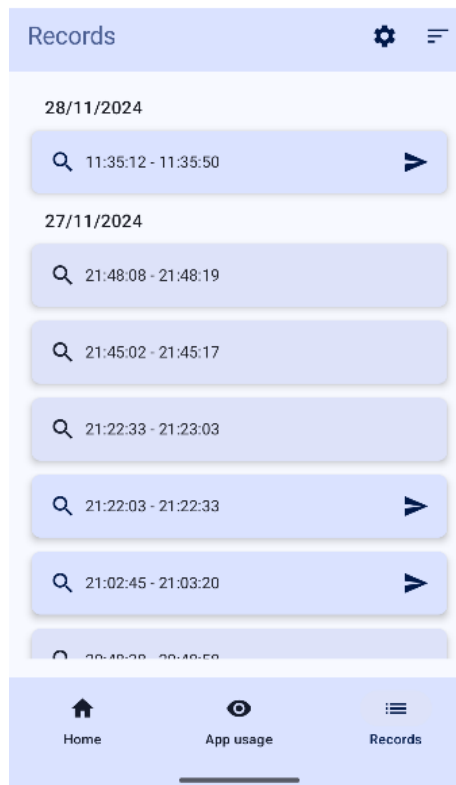 Records
28/11/2024
11:35:12 - 11:35:50
27/11/2024
21:48:08 - 21:48:19
21:45:02 - 21:45:17
21:22:33 - 21:23:03
21:22:03 - 21:22:33
21:02:45 - 21:03:20
Home
App usage
Records